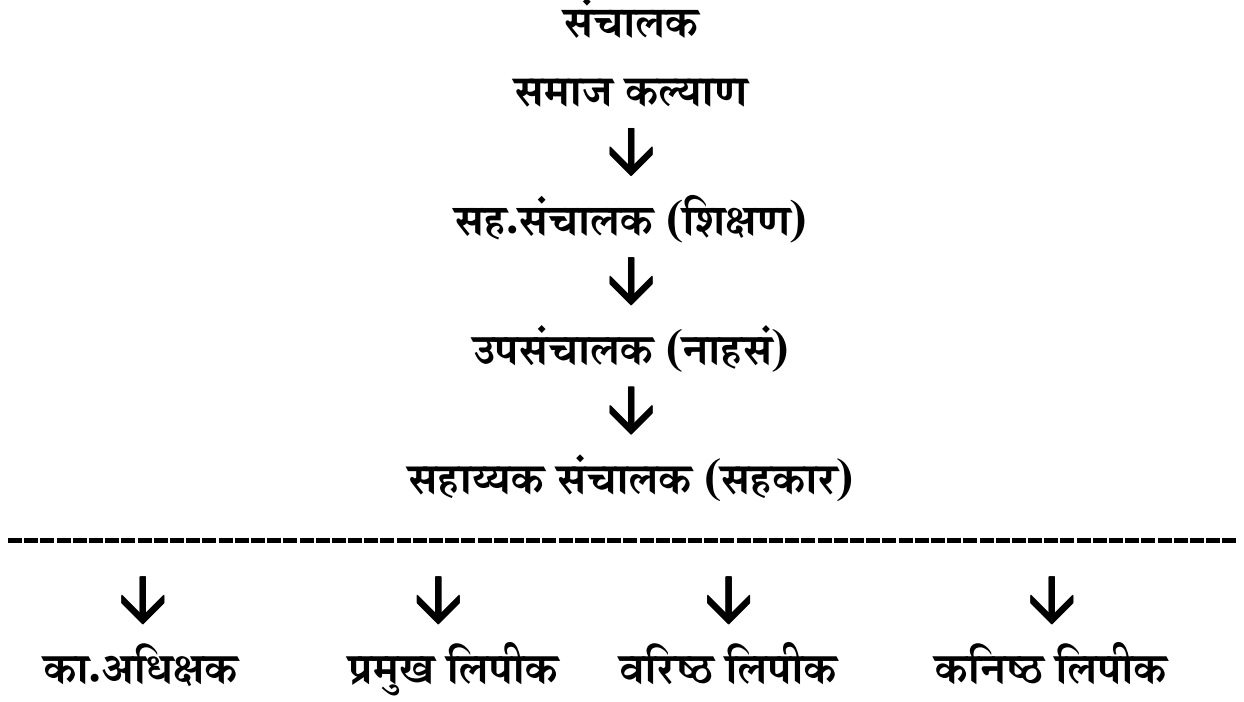 संचालक
समाज कल्याण
सह.संचालक (शिक्षण)
उपसंचालक (नाहसं)
सहाय्यक संचालक (सहकार)
का.अधिक्षक प्रमुख लिपीक वरिष्ठ लिपीक कनिष्ठ लिपीक